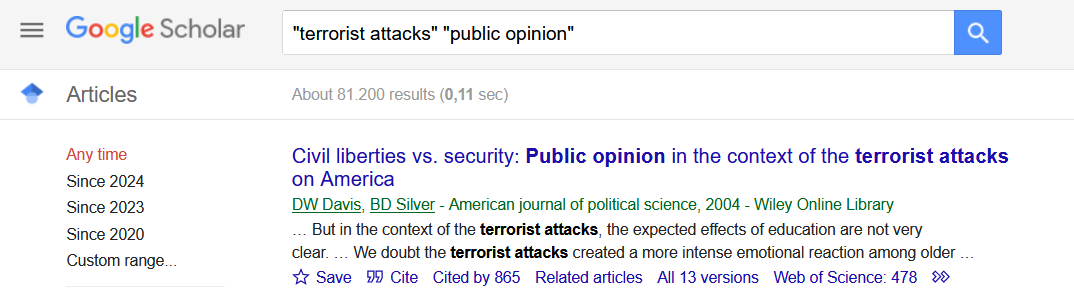 Google Scholar
"terrorist attacks" "public opinion"
Articles
About 81.200 results (0,11 sec)
Any time
Since 2024
Since 2023
Since 2020
Custom range...
Civil liberties vs. security: Public opinion in the context of the terrorist attacks
on America
DW Davis, BD Silver - American journal of political science, 2004 - Wiley Online Library
… But in the context of the terrorist attacks, the expected effects of education are not very
clear. … We doubt the terrorist attacks created a more intense emotional reaction among older …
Save Cite Cited by 865 Related articles All 13 versions Web of Science: 478